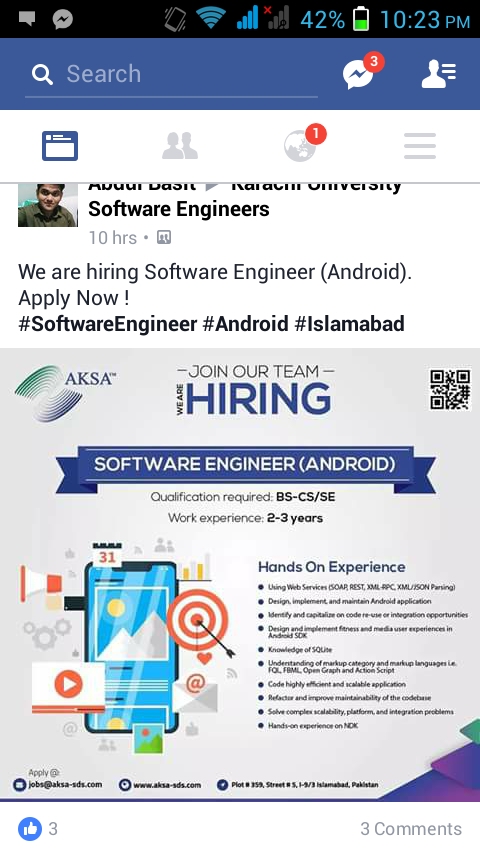 42% 10:23 PM
Search
3
1
Abdul Basit ▶ Karachi University
Software Engineers
10 hrs •
We are hiring Software Engineer (Android).
Apply Now !
#SoftwareEngineer #Android #Islamabad
AKSA™
JOIN OUR TEAM
WE ARE
HIRING
SOFTWARE ENGINEER (ANDROID)
Qualification required: BS-CS/SE
Work experience: 2-3 years
31
Hands On Experience
Using Web Services (SOAP, REST, XML-RPC, XML/JSON Parsing)
Design, implement, and maintain Android application
Identify and capitalize on code re-use or integration opportunities
Design and implement fitness and media user experiences in
Android SDK
Knowledge of SQLite
Understanding of markup category and markup languages i.e.
FQL, FBML, Open Graph and Action Script
Code highly efficient and scalable application
Refactor and improve maintainability of the codebase
Solve complex scalability, platform, and integration problems
Hands-on experience on NDK
@
@
Apply @:
jobs@aksa-sds.com www.aksa-sds.com Plot # 359, Street # 5, I-9/3 Islamabad, Pakistan
3 3 Comments